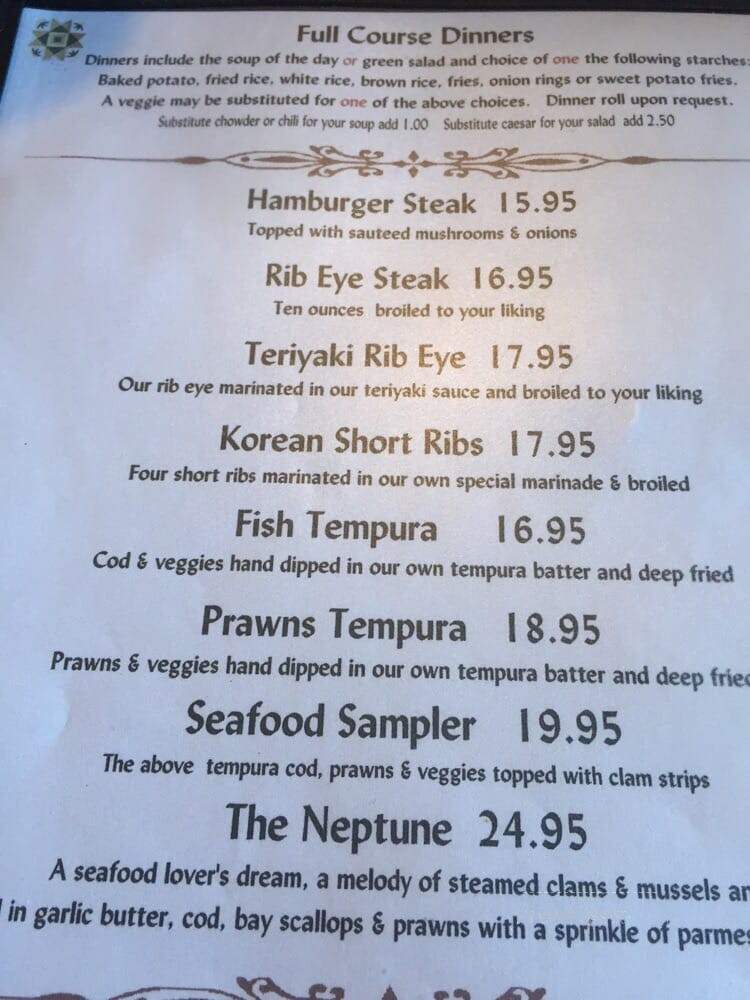 Full Course Dinners
Dinners include the soup of the day or green salad and choice of one the following starches:
Baked potato, fried rice, white rice, brown rice, fries, onion rings or sweet potato fries.
A veggie may be substituted for one of the above choices. Dinner roll upon request.
Substitute chowder or chili for your soup add 1.00 Substitute caesar for your salad add 2.50
Hamburger Steak 15.95
Topped with sauteed mushrooms & onions
Rib Eye Steak 16.95
Ten ounces broiled to your liking
Teriyaki Rib Eye 17.95
Our rib eye marinated in our teriyaki sauce and broiled to your liking
Korean Short Ribs 17.95
Four short ribs marinated in our own special marinade & broiled
Fish Tempura 16.95
Cod & veggies hand dipped in our own tempura batter and deep fried
Prawns Tempura 18.95
Prawns & veggies hand dipped in our own tempura batter and deep frie
Seafood Sampler 19.95
The above tempura cod, prawns & veggies topped with clam strips
The Neptune 24.95
A seafood lover's dream, a melody of steamed clams & mussels an
in garlic butter, cod, bay scallops & prawns with a sprinkle of parmes